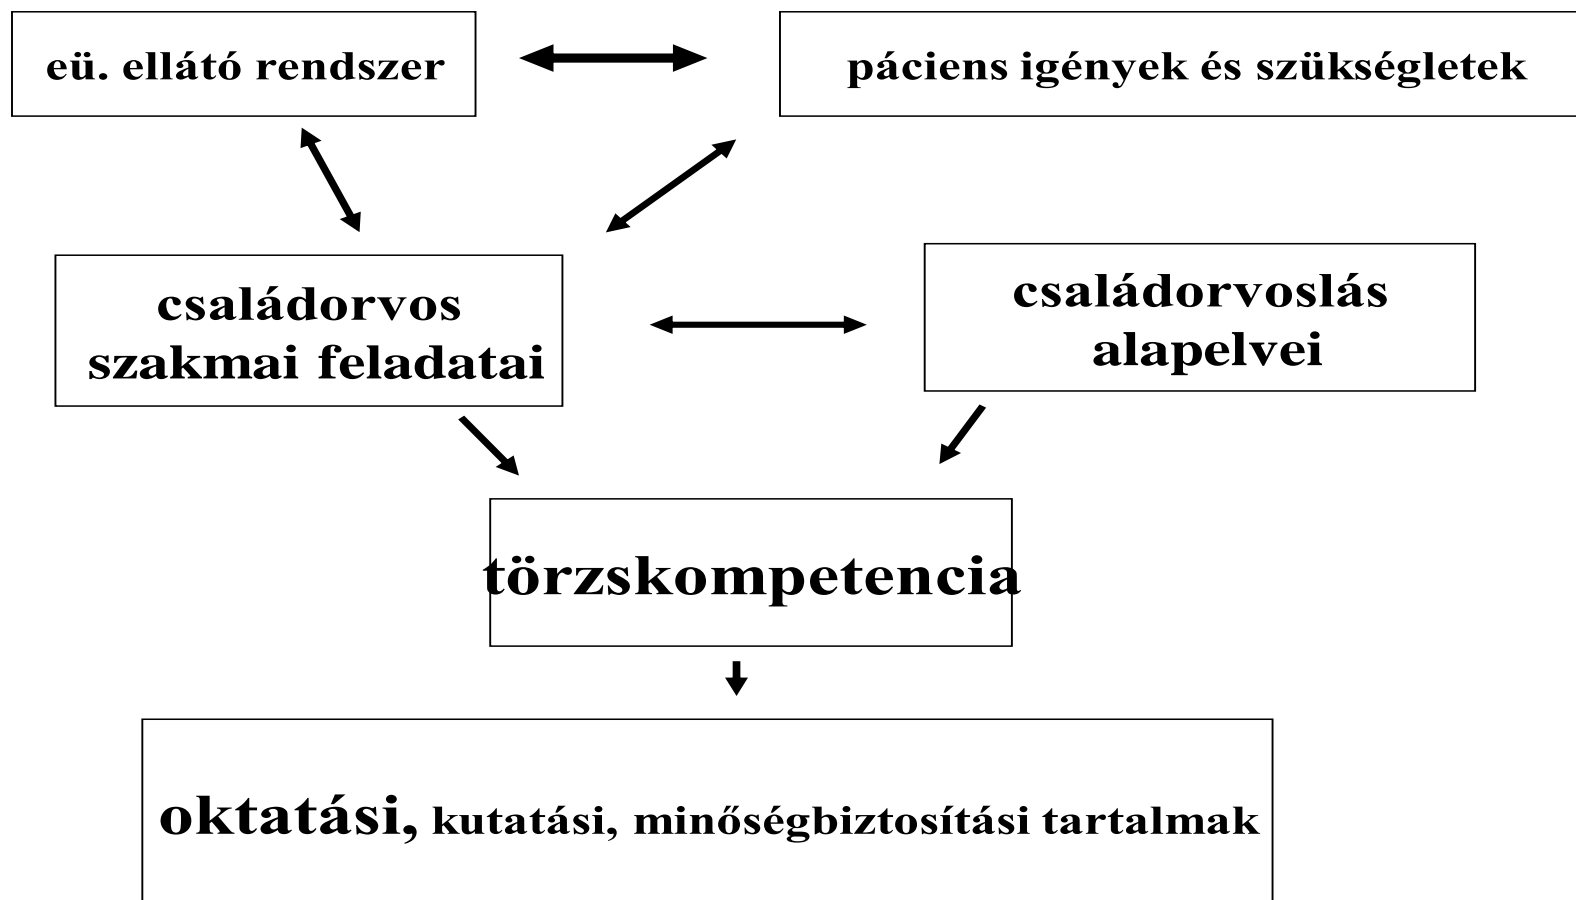 eü. ellátó rendszer
páciens igények és szükségletek
családorvos
szakmai feladatai
családorvoslás
alapelvei
törzskompetencia
oktatási, kutatási, minőségbiztosítási tartalmak